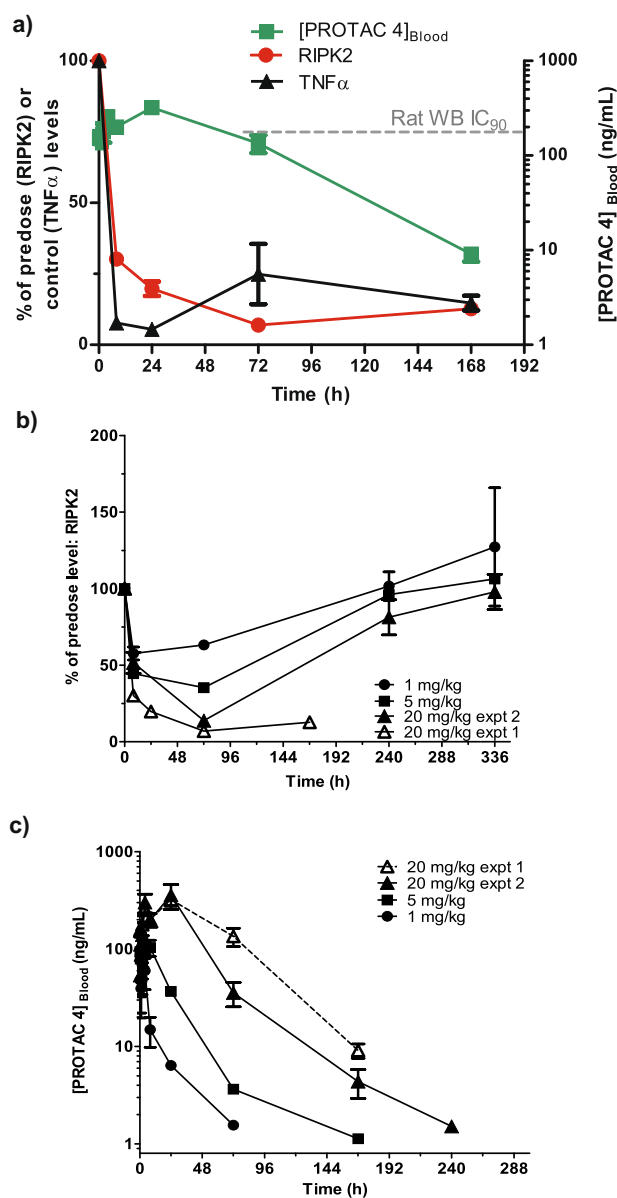 a)
[PROTAC 4]Blood
RIPK2
TNFα
% of predose (RIPK2) or
control (TNFα) levels
100
50
0
Rat WB IC90
1000
100
10
1
[PROTAC 4] Blood (ng/mL)
0 24 48 72 96 120 144 168 192
Time (h)
b)
% of predose level: RIPK2
200
150
100
50
0
1 mg/kg
5 mg/kg
20 mg/kg expt 2
20 mg/kg expt 1
0 48 96 144 192 240 288 336
Time (h)
c)
[PROTAC 4] Blood (ng/mL)
1000
100
10
1
20 mg/kg expt 1
20 mg/kg expt 2
5 mg/kg
1 mg/kg
0 48 96 144 192 240 288
Time (h)